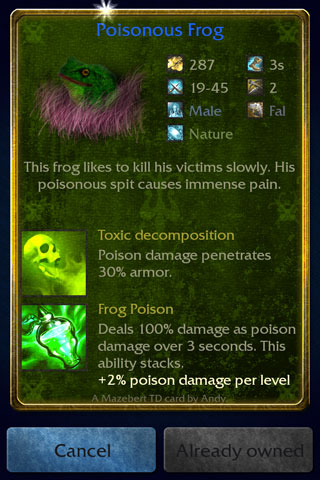 Poisonous Frog
287
3s
19-45
2
Male
Fal
Nature
This frog likes to kill his victims slowly. His
poisonous spit causes immense pain.
Toxic decomposition
Poison damage penetrates
30% armor.
Frog Poison
Deals 100% damage as poison
damage over 3 seconds. This
ability stacks.
+2% poison damage per level
A Mazebert TD card by Andy
Cancel
Already owned